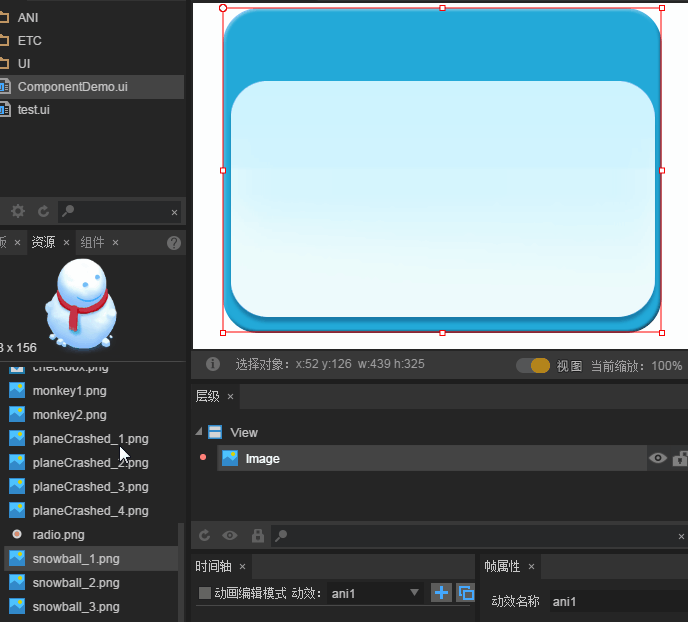 ANI
ETC
UI
ComponentDemo.ui
test.ui
资源 × 组件 ×
x 156
checkbox.png
monkey1.png
monkey2.png
planeCrashed_1.png
planeCrashed_2.png
planeCrashed_3.png
planeCrashed_4.png
radio.png
snowball_1.png
snowball_2.png
snowball_3.png
选择对象: x:52 y:126 w:439 h:325
视图 当前缩放: 100%
层级 ×
View
Image
时间轴 ×
动画编辑模式 动效: ani1
帧属性 ×
动效名称 ani1